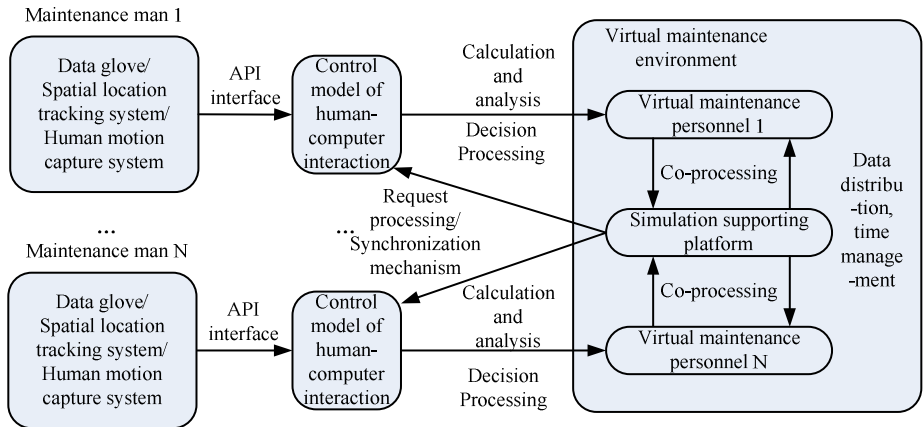 Maintenance man 1
Data glove/
Spatial location
tracking system/
Human motion
capture system
API
interface
Control
model of
human-
computer
interaction
Calculation
and
analysis
Decision
Processing
Virtual maintenance
environment
Virtual maintenance
personnel 1
Co-processing
Simulation supporting
platform
Co-processing
Virtual maintenance
personnel N
Data
distribu
-tion,
time
manage
-ment
Request
processing/
Synchronization
mechanism
...
...
Maintenance man N
Data glove/
Spatial location
tracking system/
Human motion
capture system
API
interface
Control
model of
human-
computer
interaction
Calculation
and
analysis
Decision
Processing